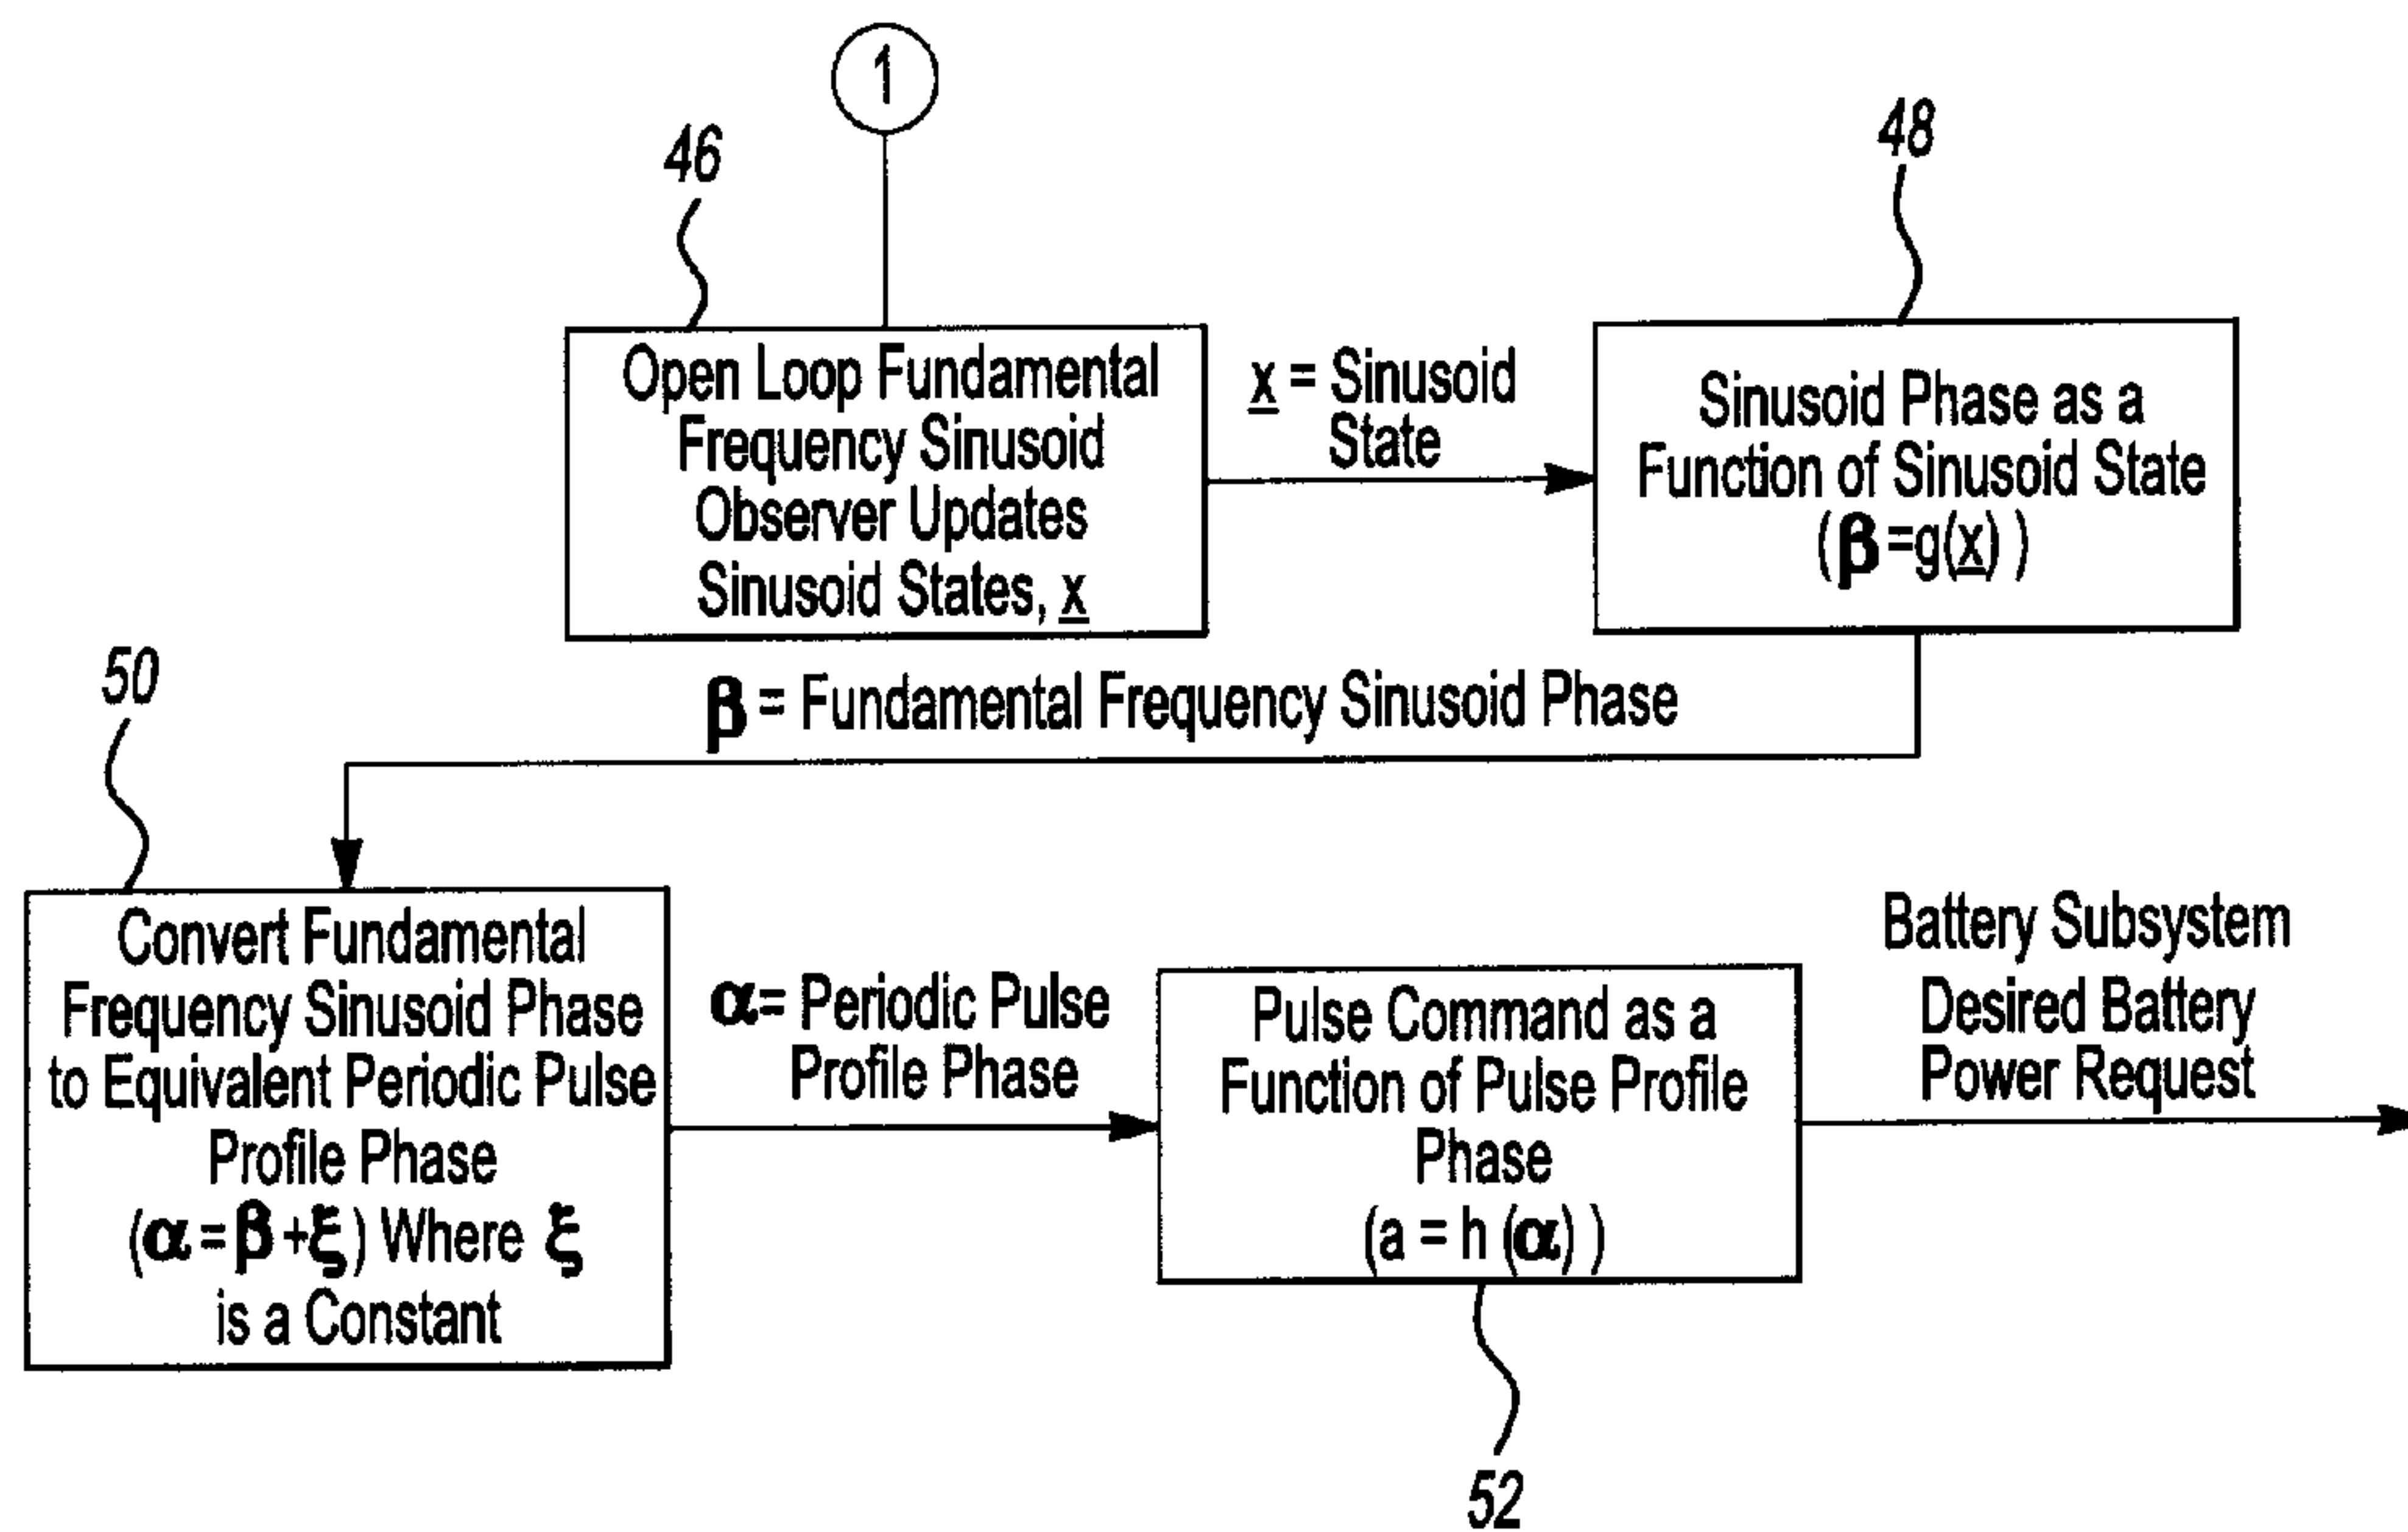 1
46
48
Open Loop Fundamental
Frequency Sinusoid
Observer Updates
Sinusoid States, x
x = Sinusoid
State
Sinusoid Phase as a
Function of Sinusoid State
(β=g(x))
50
β = Fundamental Frequency Sinusoid Phase
Convert Fundamental
Frequency Sinusoid Phase
to Equivalent Periodic Pulse
Profile Phase
(α=β+ξ) Where ξ
is a Constant
α= Periodic Pulse
Profile Phase
Pulse Command as a
Function of Pulse Profile
Phase
(a = h (α))
Battery Subsystem
Desired Battery
Power Request
52